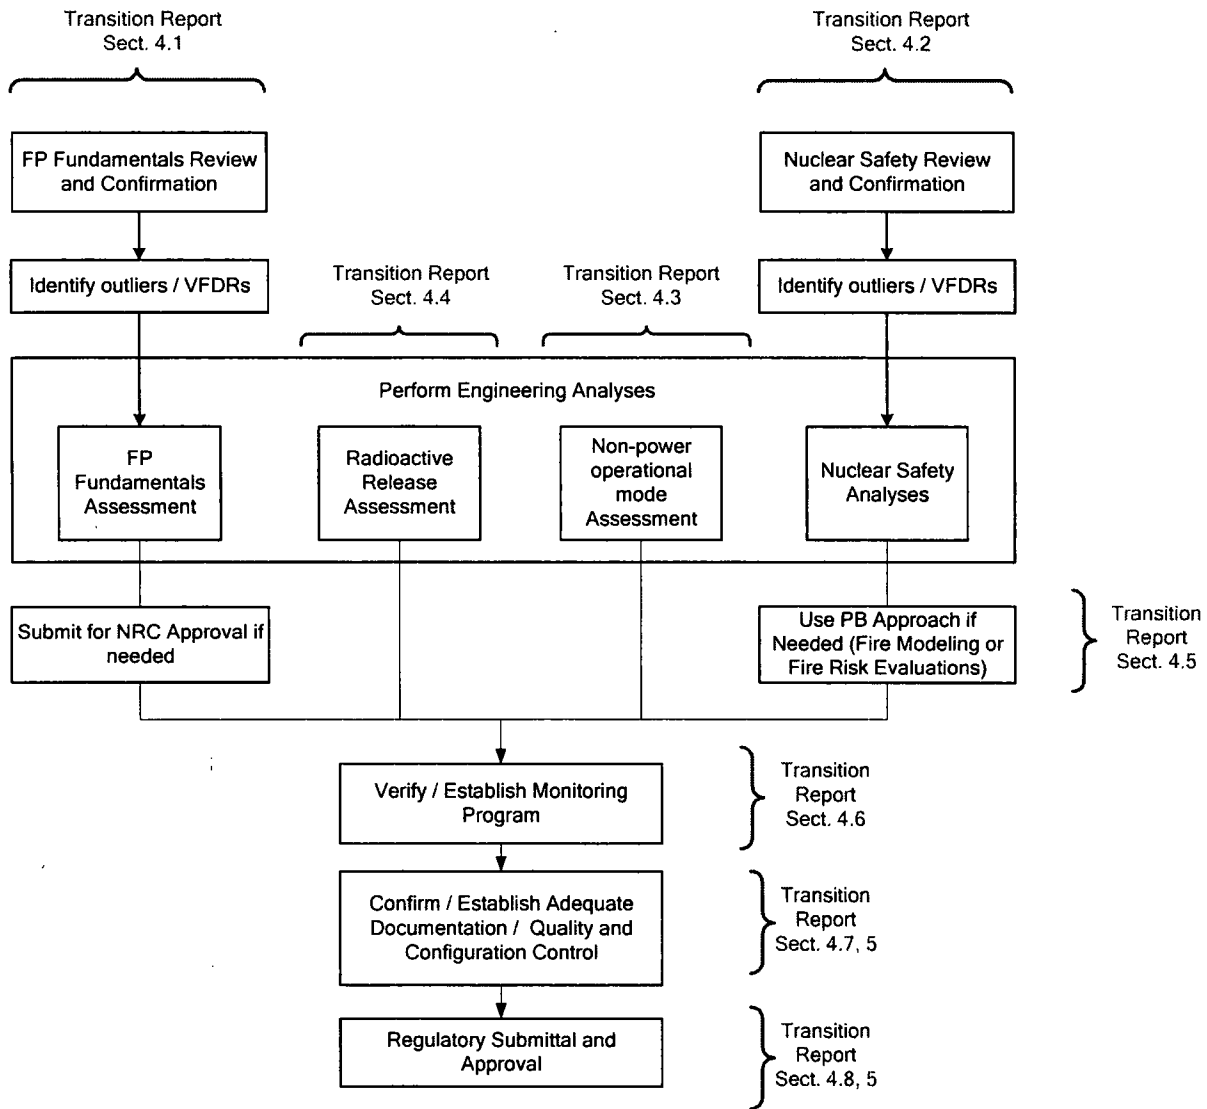 Transition Report
Sect. 4.1
Transition Report
Sect. 4.2
FP Fundamentals Review
and Confirmation
Nuclear Safety Review
and Confirmation
Identify outliers / VFDRs
Transition Report
Sect. 4.4
Transition Report
Sect. 4.3
Identify outliers / VFDRs
Perform Engineering Analyses
FP
Fundamentals
Assessment
Radioactive
Release
Assessment
Non-power
operational
mode
Assessment
Nuclear Safety
Analyses
Submit for NRC Approval if
needed
Use PB Approach if
Needed (Fire Modeling or
Fire Risk Evaluations)
Transition
Report
Sect. 4.5
Verify / Establish Monitoring
Program
Transition
Report
Sect. 4.6
Confirm / Establish Adequate
Documentation /  Quality and
Configuration Control
Transition
Report
Sect. 4.7, 5
Regulatory Submittal and
Approval
Transition
Report
Sect. 4.8, 5